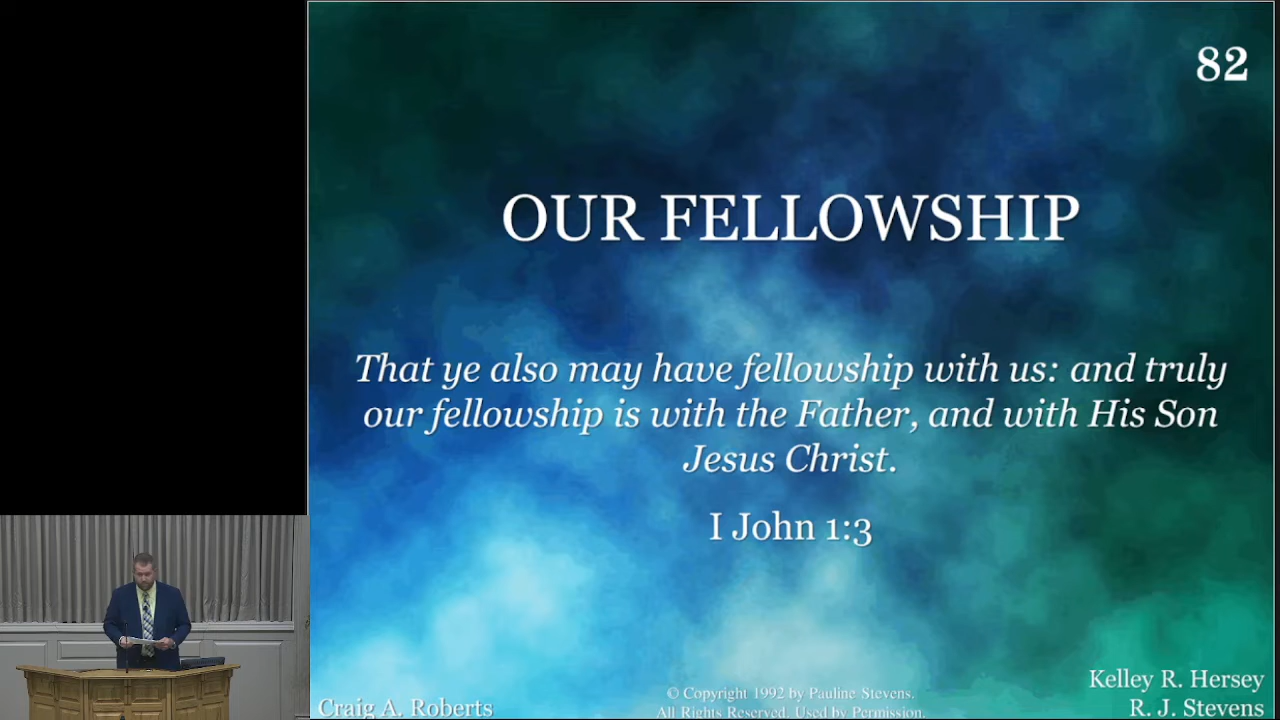 82
OUR FELLOWSHIP
That ye also may have fellowship with us: and truly
our fellowship is with the Father, and with His Son
Jesus Christ.
I John 1:3
Craig A. Roberts
© Copyright 1992 by Pauline Stevens.
All Rights Reserved. Used by Permission.
Kelley R. Hersey
R. J. Stevens